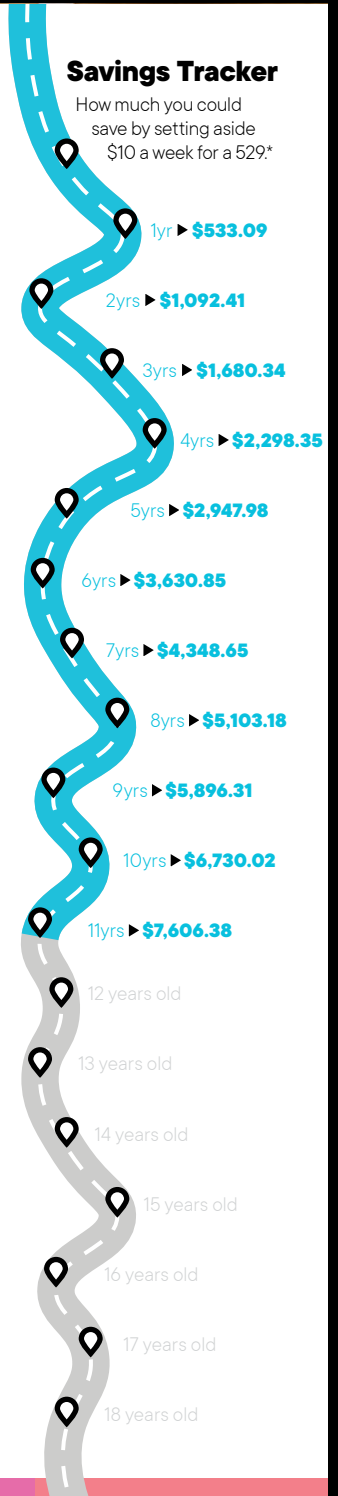 Savings Tracker
How much you could
save by setting aside
$10 a week for a 529.*
1yr ▶ $533.09
2yrs ▶ $1,092.41
3yrs ▶ $1,680.34
4yrs ▶ $2,298.35
5yrs ▶ $2,947.98
6yrs ▶ $3,630.85
7yrs ▶ $4,348.65
8yrs ▶ $5,103.18
9yrs ▶ $5,896.31
10yrs ▶ $6,730.02
11yrs ▶ $7,606.38
12 years old
13 years old
14 years old
15 years old
16 years old
17 years old
18 years old